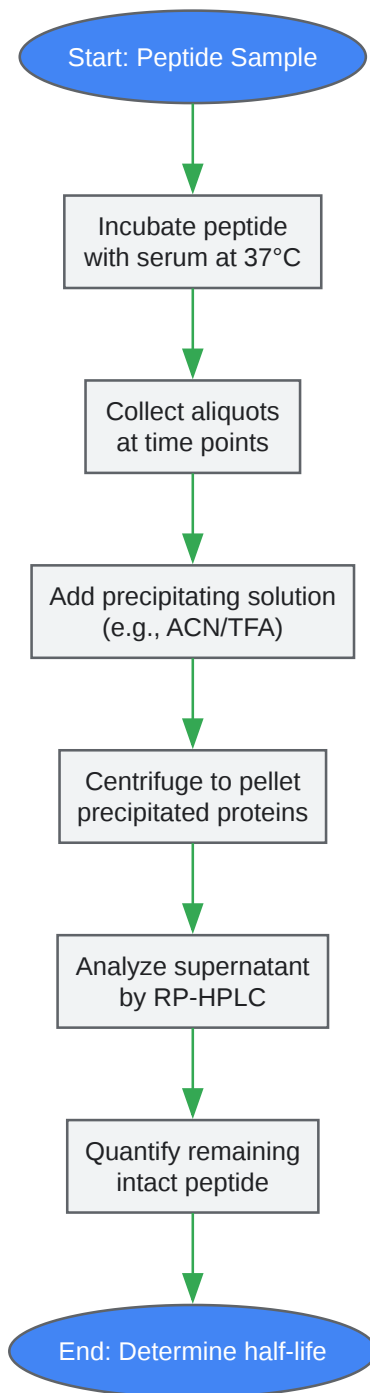 Start: Peptide Sample
Incubate peptide
with serum at 37°C
Collect aliquots
at time points
Add precipitating solution
(e.g., ACN/TFA)
Centrifuge to pellet
precipitated proteins
Analyze supernatant
by RP-HPLC
Quantify remaining
intact peptide
End: Determine half-life